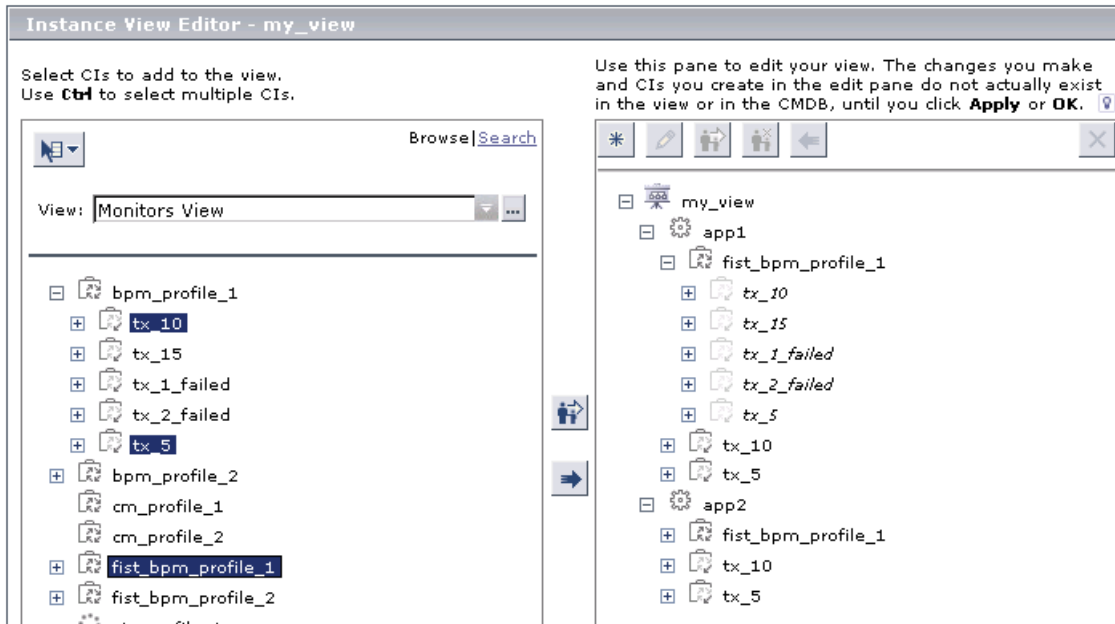 Instance View Editor - my_view
Select CIs to add to the view.
Use Ctrl to select multiple CIs.
Browse|Search
View: Monitors View
...
bpm_profile_1
tx_10
tx_15
tx_1_failed
tx_2_failed
tx_5
bpm_profile_2
cm_profile_1
cm_profile_2
fist_bpm_profile_1
fist_bpm_profile_2
Use this pane to edit your view. The changes you make
and CIs you create in the edit pane do not actually exist
in the view or in the CMDB, until you click Apply or OK.
my_view
app1
fist_bpm_profile_1
tx_10
tx_15
tx_1_failed
tx_2_failed
tx_5
tx_10
tx_5
app2
fist_bpm_profile_1
tx_10
tx_5